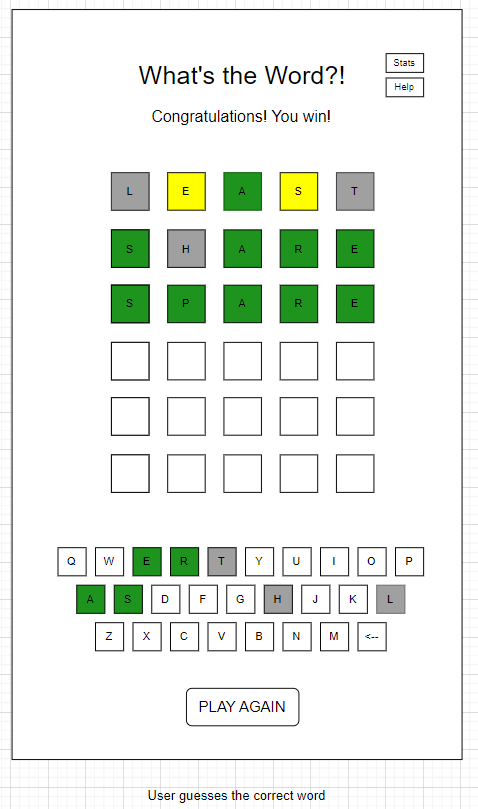 Stats
What's the Word?!
Help
Congratulations! You win!
L E A S T
S H A R E
S P A R E
Q W E R T Y U I O P
A S D F G H J K L
Z X C V B N M <--
PLAY AGAIN
User guesses the correct word